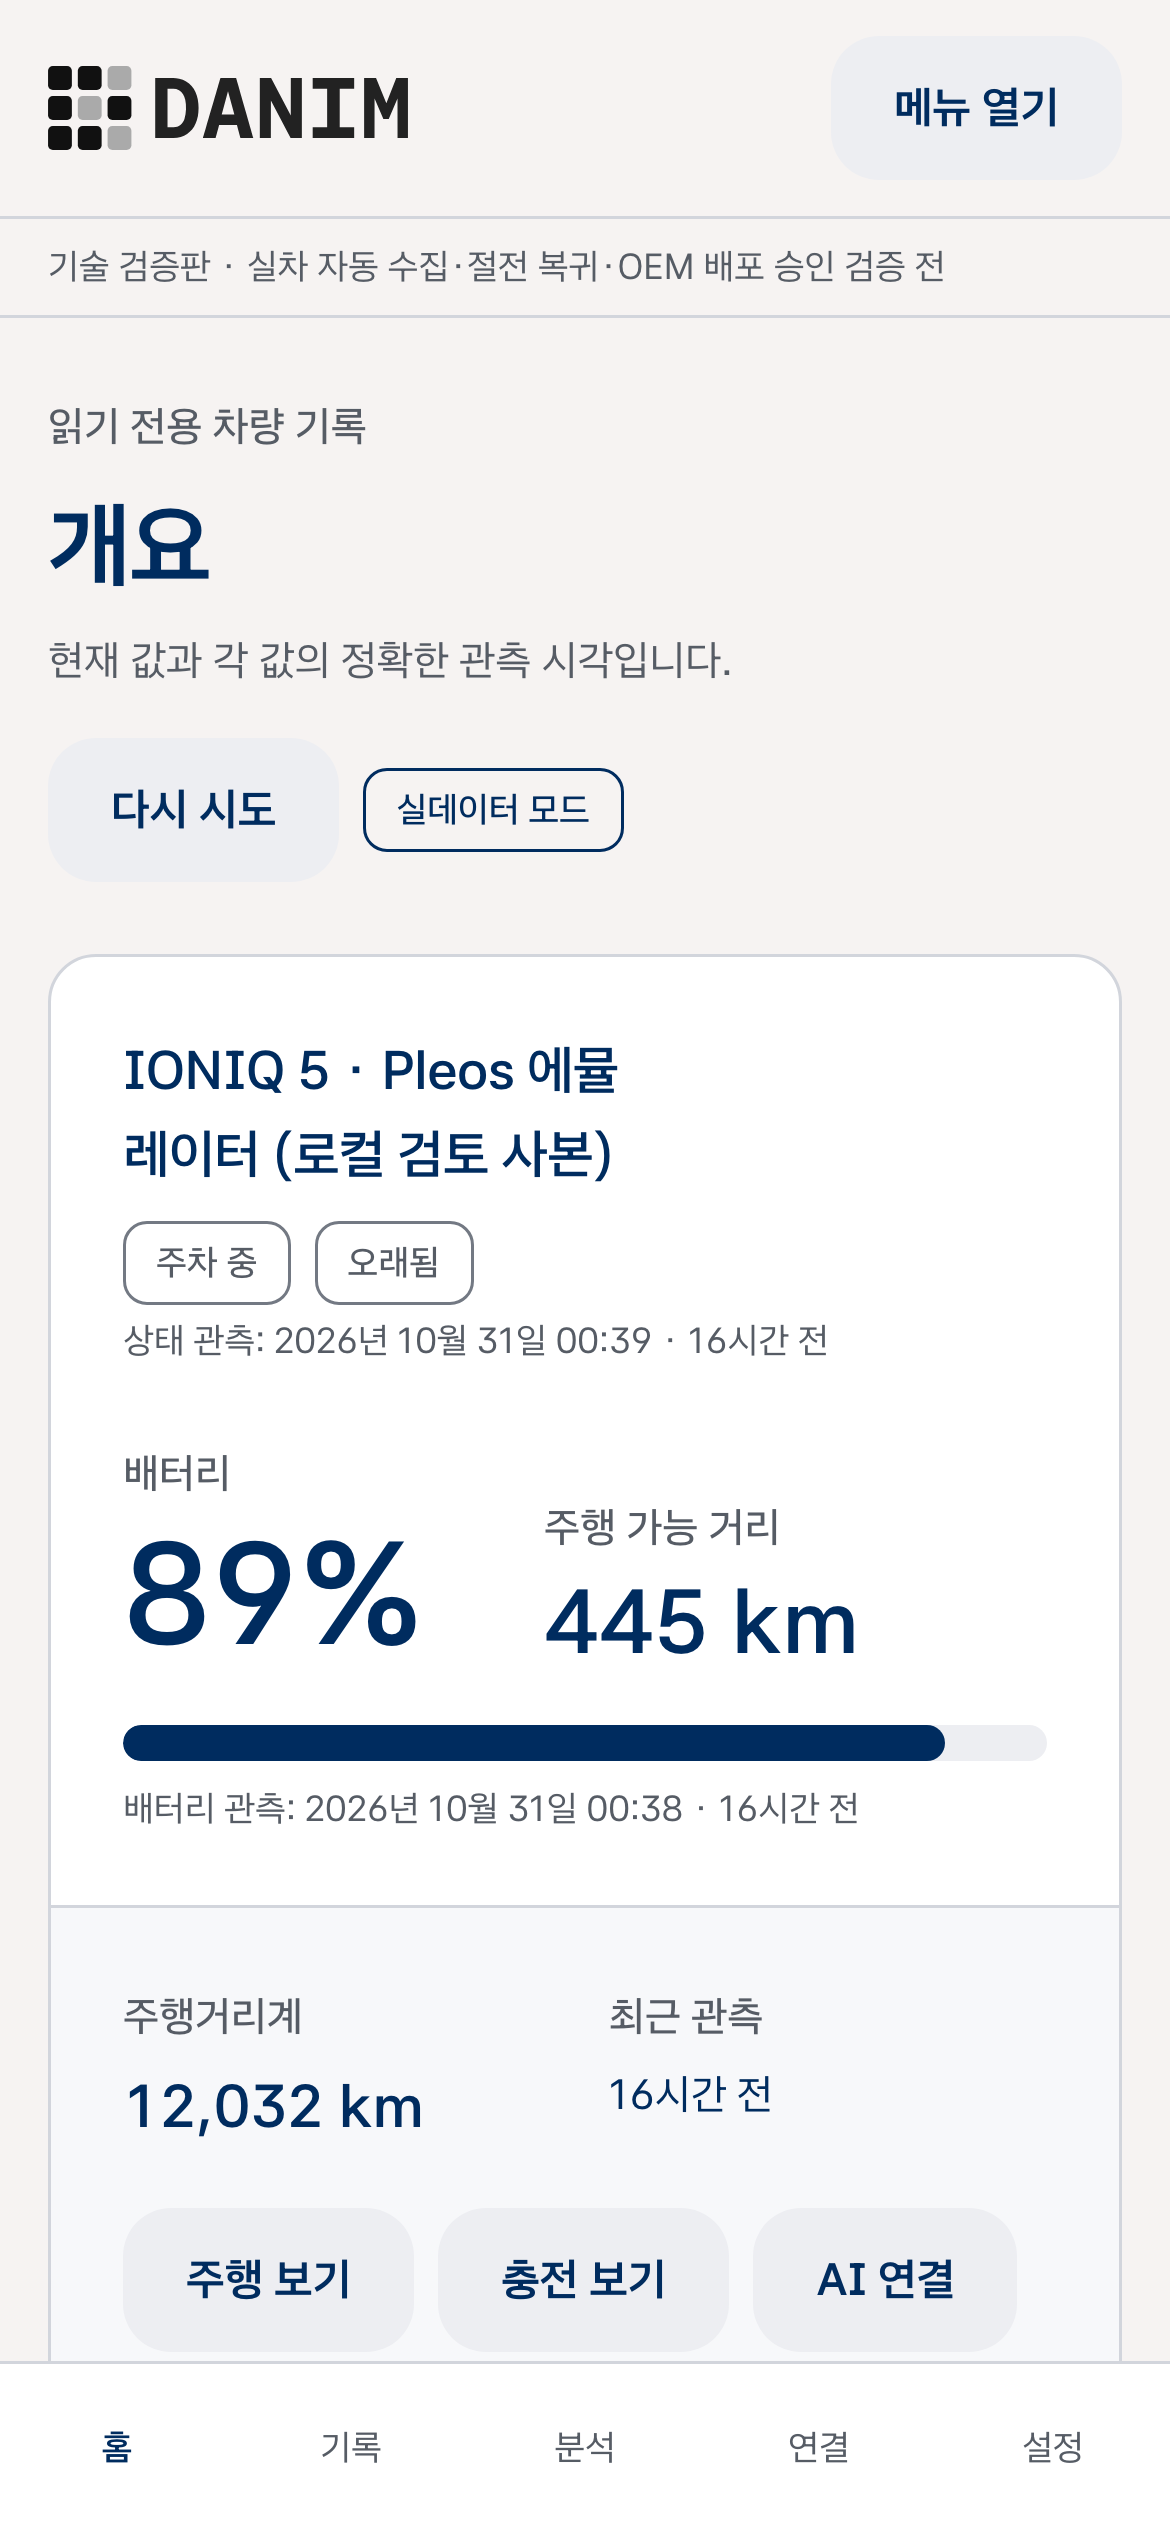 DANIM
메뉴 열기
기술 검증판 · 실차 자동 수집·절전 복귀·OEM 배포 승인 검증 전
읽기 전용 차량 기록
개요
현재 값과 각 값의 정확한 관측 시각입니다.
다시 시도
실데이터 모드
IONIQ 5 · Pleos 에뮬
레이터 (로컬 검토 사본)
주차 중
오래됨
상태 관측: 2026년 10월 31일 00:39 · 16시간 전
배터리
89%
주행 가능 거리
445 km
배터리 관측: 2026년 10월 31일 00:38 · 16시간 전
주행거리계
12,032 km
최근 관측
16시간 전
주행 보기
충전 보기
AI 연결
홈
기록
분석
연결
설정